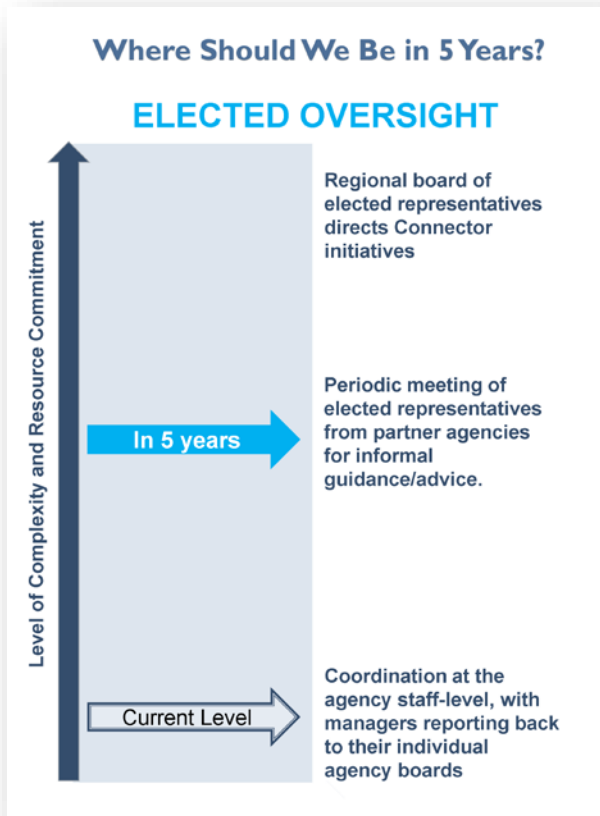 Where Should We Be in 5 Years?
ELECTED OVERSIGHT
Level of Complexity and Resource Commitment
Regional board of
elected representatives
directs Connector
initiatives
In 5 years
Periodic meeting of
elected representatives
from partner agencies
for informal
guidance/advice.
Current Level
Coordination at the
agency staff-level, with
managers reporting back
to their individual
agency boards